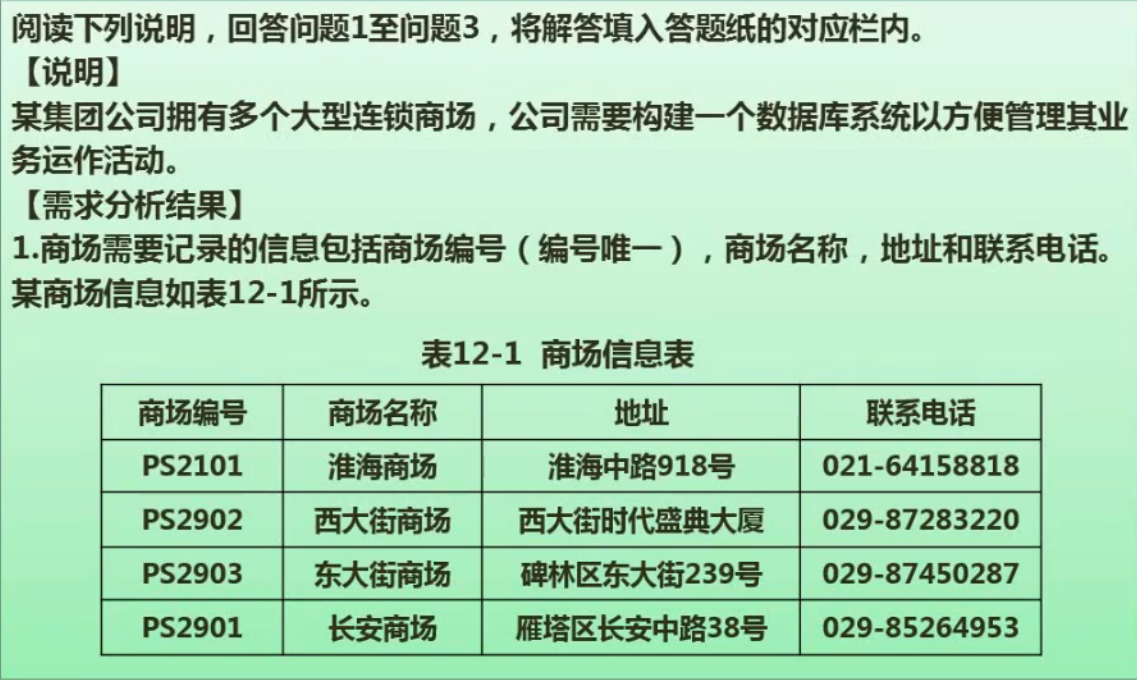 阅读下列说明，回答问题1至问题3，将解答填入答题纸的对应栏内。
【说明】
某集团公司拥有多个大型连锁商场，公司需要构建一个数据库系统以方便管理其业
务运作活动。
【需求分析结果】
1.商场需要记录的信息包括商场编号（编号唯一），商场名称，地址和联系电话。
某商场信息如表12-1所示。
表12-1 商场信息表
商场编号 商场名称 地址 联系电话
PS2101 淮海商场 淮海中路918号 021-64158818
PS2902 西大街商场 西大街时代盛典大厦 029-87283220
PS2903 东大街商场 碑林区东大街239号 029-87450287
PS2901 长安商场 雁塔区长安中路38号 029-85264953